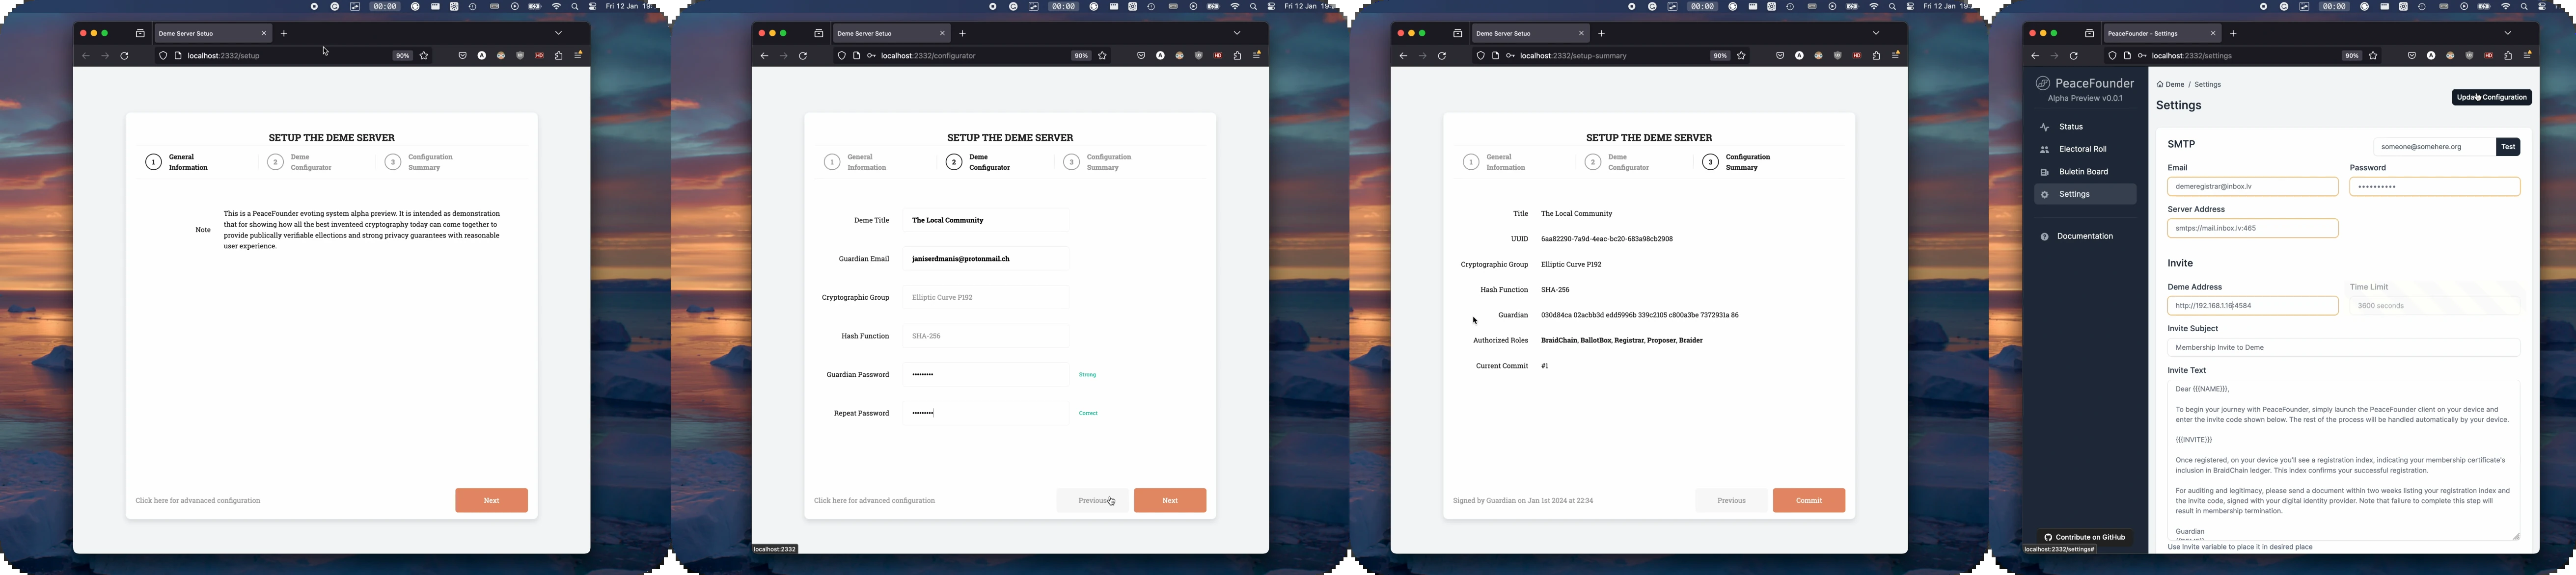 00:00
Fri 12 Jan 19:
Deme Server Setuo
localhost:2332/setup
90%
SETUP THE DEME SERVER
1
General
Information
2
Deme
Configurator
3
Configuration
Summary
Note
This is a PeaceFounder evoting system alpha preview. It is intended as demonstration
that for showing how all the best inventeed cryptography today can come together to
provide publically verifiable ellections and strong privacy guarantees with reasonable
user experience.
Click here for advanaced configuration
Next
00:00
Fri 12 Jan 19:
Deme Server Setuo
localhost:2332/configurator
90%
SETUP THE DEME SERVER
1
General
Information
2
Deme
Configurator
3
Configuration
Summary
Deme Title
The Local Community
Guardian Email
janiserdmanis@protonmail.ch
Cryptographic Group
Elliptic Curve P192
Hash Function
SHA-256
Guardian Password
•••••••••
Strong
Repeat Password
•••••••••
Correct
Click here for advenced configuration
Previous
Next
localhost:2332
00:00
Fri 12 Jan 19
Deme Server Setuo
localhost:2332/setup-summary
90%
SETUP THE DEME SERVER
1
General
Information
2
Deme
Configurator
3
Configuration
Summary
Title
The Local Community
UUID
6aa82290-7a9d-4eac-bc20-683a98cb2908
Cryptographic Group
Elliptic Curve P192
Hash Function
SHA-256
Guardian
030d84ca 02acbb3d edd5996b 339c2105 c800a3be 7372931a 86
Authorized Roles
BraidChain, BallotBox, Registrar, Proposer, Braider
Current Commit
#1
Signed by Guardian on Jan 1st 2024 at 22:34
Previous
Commit
00:00
Fri 12 Jan 1
PeaceFounder - Settings
localhost:2332/settings
90%
PeaceFounder
Alpha Preview v0.0.1
Status
Electoral Roll
Buletin Board
Settings
Documentation
Contribute on GitHub
localhost:2332/settings#
Deme / Settings
Settings
Update Configuration
SMTP
someone@somehere.org
Test
Email
Password
demeregistrar@inbox.lv
••••••••••
Server Address
smtps://mail.inbox.lv:465
Invite
Deme Address
Time Limit
http://192.168.1.16:4584
3600 seconds
Invite Subject
Membership Invite to Deme
Invite Text
Dear {{{NAME}}},
To begin your journey with PeaceFounder, simply launch the PeaceFounder client on your device and
enter the invite code shown below. The rest of the process will be handled automatically by your device.
{{{INVITE}}}
Once registered, on your device you'll see a registration index, indicating your membership certificate's
inclusion in BraidChain ledger. This index confirms your successful registration.
For auditing and legitimacy, please send a document within two weeks listing your registration index and
the invite code, signed with your digital identity provider. Note that failure to complete this step will
result in membership termination.
Guardian
Use Invite variable to place it in desired place